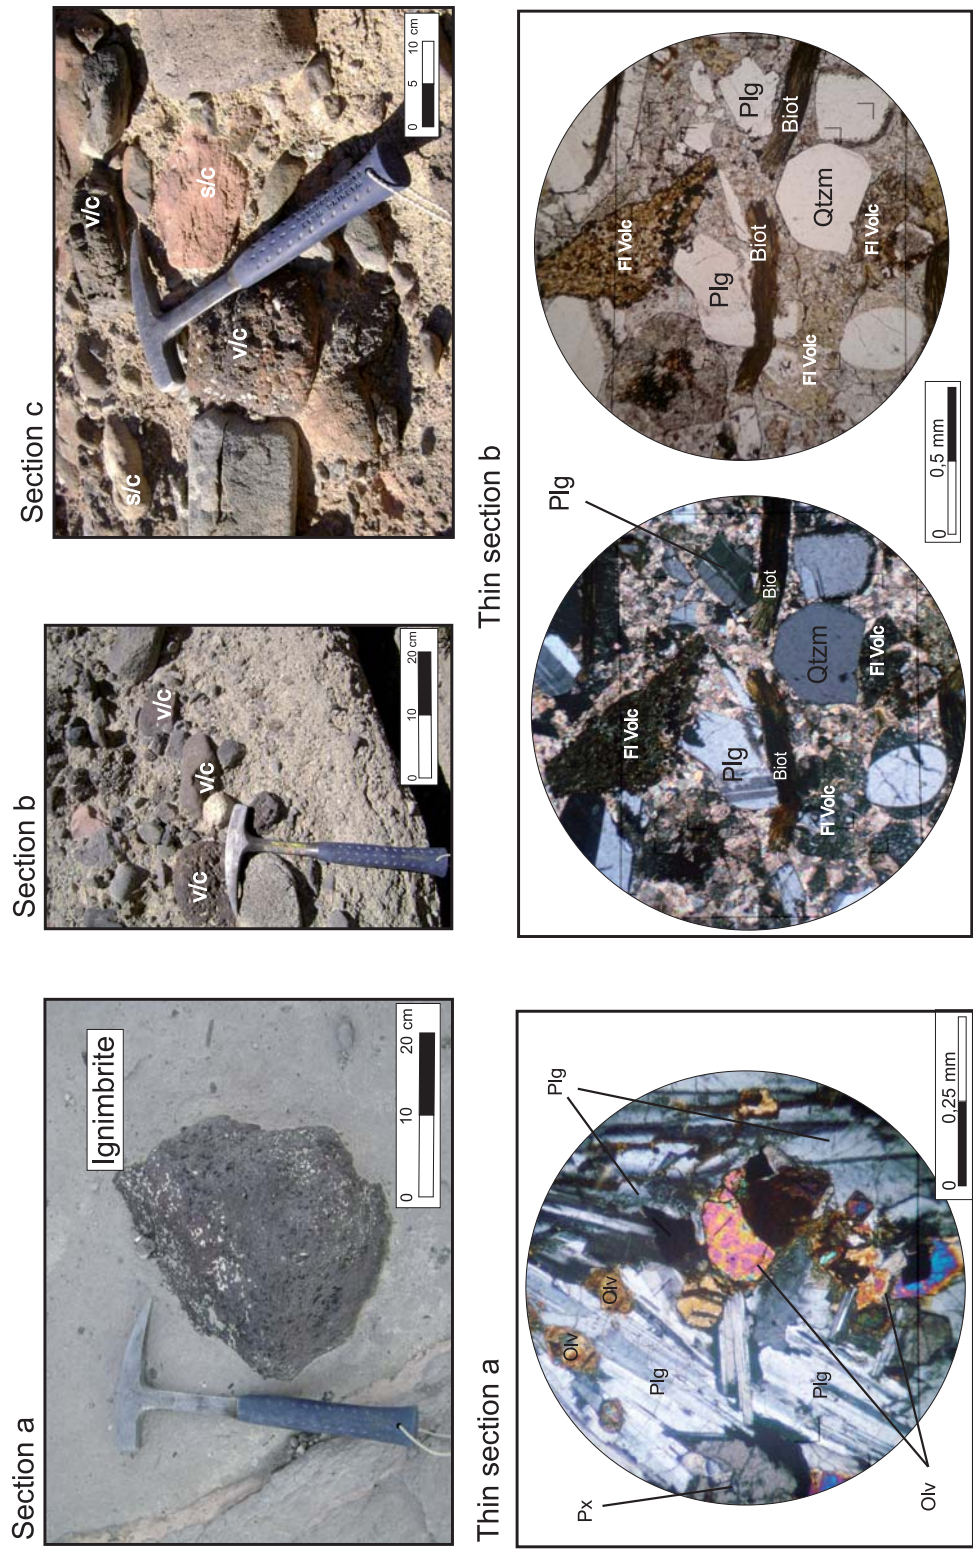 Section a
Ignimbrite
0 10 20 cm
Section b
v/c
v/c
v/c
0 10 20 cm
Section c
s/c
v/c
v/c
s/c
0 5 10 cm
Thin section a
Px
Olv
Olv
Plg
Plg
Plg
Olv
0 0,25 mm
Thin section b
Plg
Fl Volc
Plg
Biot
Biot
Fl Volc
Qtzm
Fl Volc
Fl Volc
Plg
Plg
Biot
Biot
Fl Volc
Qtzm
Fl Volc
0 0,5 mm